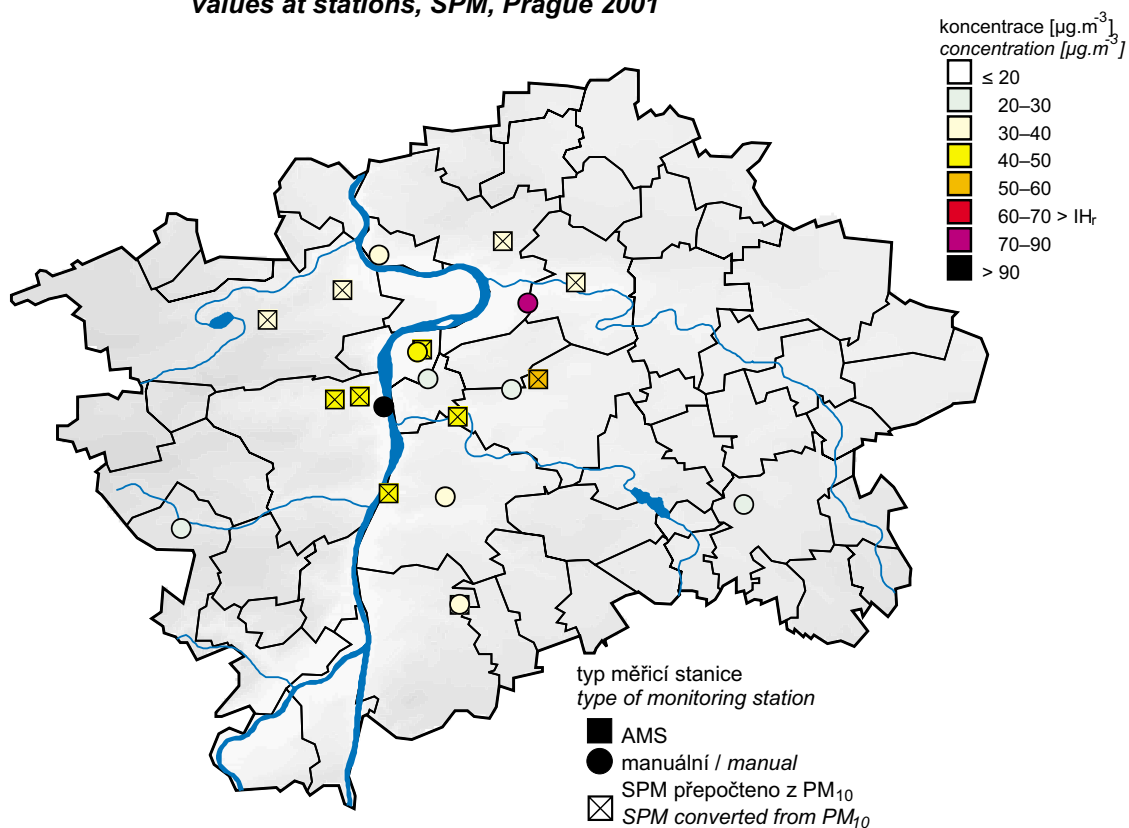 values at stations, SPM, Prague 2001
koncentrace [µg.m-3]
concentration [µg.m-3]
≤ 20
20–30
30–40
40–50
50–60
60–70 > IHr
70–90
> 90
typ měřicí stanice
type of monitoring station
AMS
manuální / manual
SPM přepočteno z PM10
SPM converted from PM10